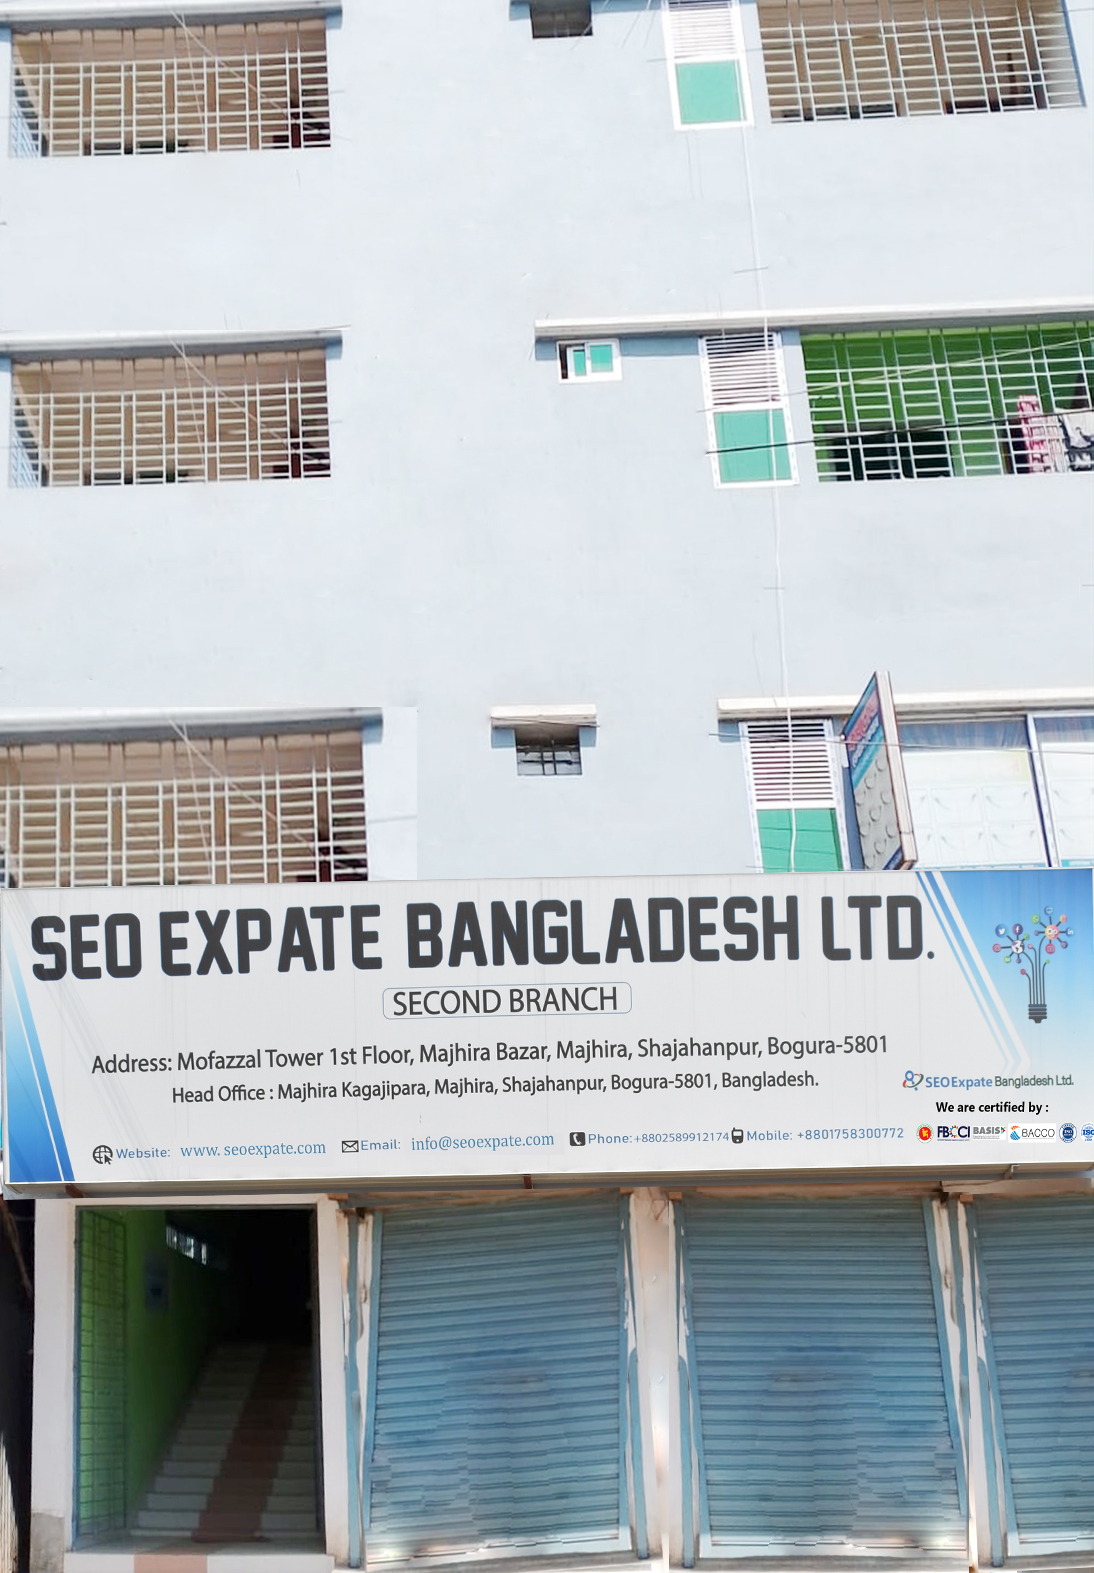 SEO EXPATE BANGLADESH LTD.
SECOND BRANCH
Address: Mofazzal Tower 1st Floor, Majhira Bazar, Majhira, Shajahanpur, Bogura-5801
Head Office : Majhira Kagajipara, Majhira, Shajahanpur, Bogura-5801, Bangladesh.
SEOExpate Bangladesh Ltd.
We are certified by :
Website: www. seoexpate.com Email: info@seoexpate.com Phone:+8802589912174 Mobile: +8801758300772
FBCCI BASIS BACCO